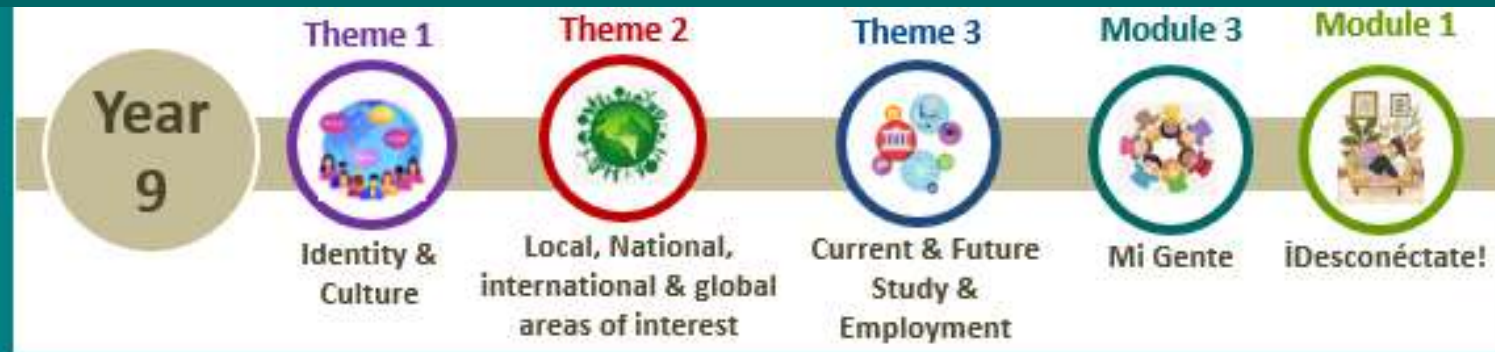 Year
9
Theme 1
Identity &
Culture
Theme 2
Local, National,
international & global
areas of interest
Theme 3
Current & Future
Study &
Employment
Module 3
Mi Gente
Module 1
¡Desconéctate!